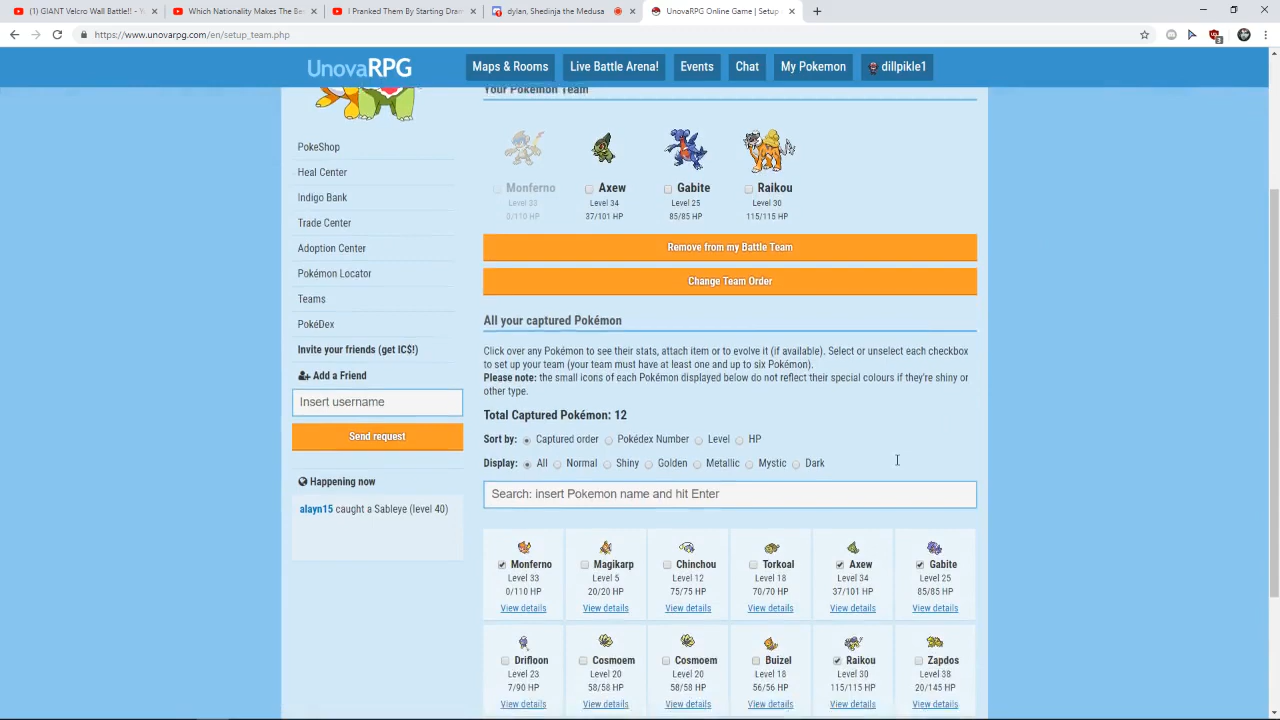 (1) GIANT Velcro Wall Battle!! - Y
Which Nationality Makes The Be
I Pranked Them By Starting Dram
dylan, Shedinja the Medusa
UnovaRPG Online Game | Setup
https://www.unovarpg.com/en/setup_team.php
UnovaRPG
Maps & Rooms
Live Battle Arena!
Events
Chat
My Pokemon
dillpikle1
PokeShop
Heal Center
Indigo Bank
Trade Center
Adoption Center
Pokémon Locator
Teams
PokéDex
Invite your friends (get IC$!)
Add a Friend
Insert username
Send request
Happening now
alayn15 caught a Sableye (level 40)
Your Pokémon Team
Monferno Axew Gabite Raikou
Level 33 Level 34 Level 25 Level 30
0/110 HP 37/101 HP 85/85 HP 115/115 HP
Remove from my Battle Team
Change Team Order
All your captured Pokémon
Click over any Pokémon to see their stats, attach item or to evolve it (if available). Select or unselect each checkbox
to set up your team (your team must have at least one and up to six Pokémon).
Please note: the small icons of each Pokémon displayed below do not reflect their special colours if they're shiny or
other type.
Total Captured Pokémon: 12
Sort by: Captured order Pokédex Number Level HP
Display: All Normal Shiny Golden Metallic Mystic Dark
Search: insert Pokemon name and hit Enter
Monferno Magikarp Chinchou Torkoal Axew Gabite
Level 33 Level 5 Level 12 Level 18 Level 34 Level 25
0/110 HP 20/20 HP 75/75 HP 70/70 HP 37/101 HP 85/85 HP
View details View details View details View details View details View details
Drifloon Cosmoem Cosmoem Buizel Raikou Zapdos
Level 23 Level 20 Level 20 Level 18 Level 30 Level 38
7/90 HP 58/58 HP 58/58 HP 56/56 HP 115/115 HP 20/145 HP
View details View details View details View details View details View details